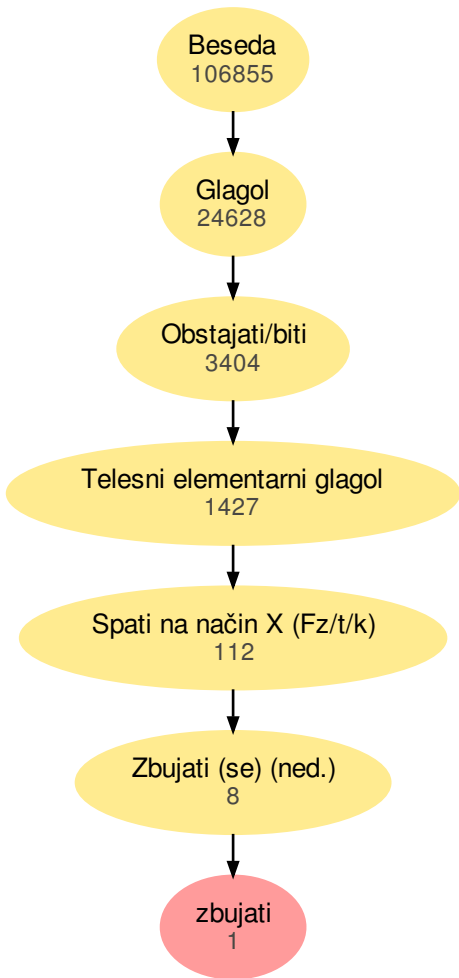 Beseda
106855
Glagol
24628
Obstajati/biti
3404
Telesni elementarni glagol
1427
Spati na način X (Fz/t/k)
112
Zbujati (se) (ned.)
8
zbujati
1